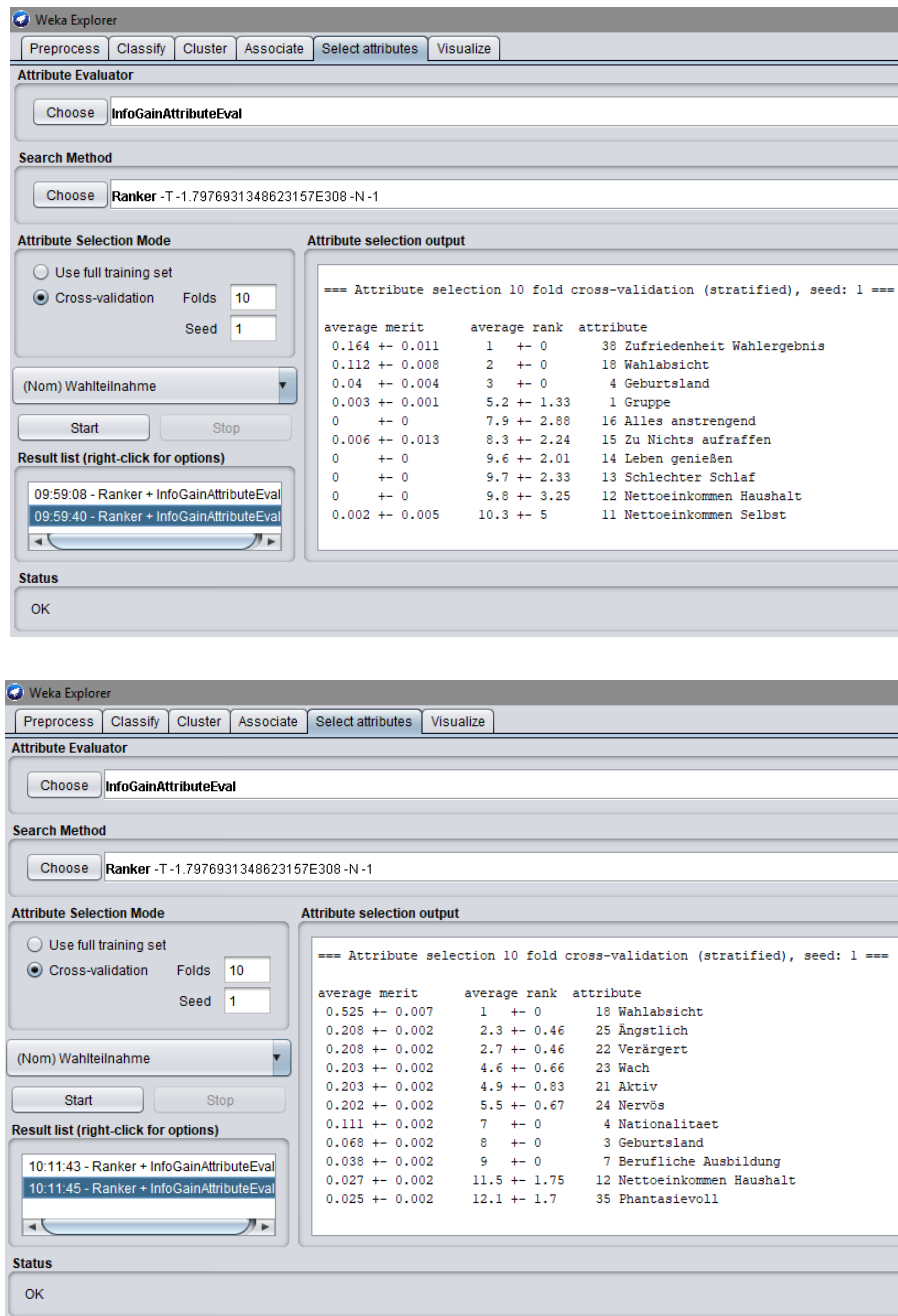 Weka Explorer
Preprocess Classify Cluster Associate Select attributes Visualize
Attribute Evaluator
Choose InfoGainAttributeEval
Search Method
Choose Ranker -T -1.7976931348623157E308 -N -1
Attribute Selection Mode
Use full training set
Cross-validation Folds 10
Seed 1
(Nom) Wahlteilnahme
Start Stop
Result list (right-click for options)
09:59:08 - Ranker + InfoGainAttributeEval
09:59:40 - Ranker + InfoGainAttributeEval
Attribute selection output
=== Attribute selection 10 fold cross-validation (stratified), seed: 1 ===
average merit average rank attribute
0.164 +- 0.011 1 +- 0 38 Zufriedenheit Wahlergebnis
0.112 +- 0.008 2 +- 0 18 Wahlabsicht
0.04 +- 0.004 3 +- 0 4 Geburtsland
0.003 +- 0.001 5.2 +- 1.33 1 Gruppe
0 +- 0 7.9 +- 2.88 16 Alles anstrengend
0.006 +- 0.013 8.3 +- 2.24 15 Zu Nichts aufraffen
0 +- 0 9.6 +- 2.01 14 Leben genießen
0 +- 0 9.7 +- 2.33 13 Schlechter Schlaf
0 +- 0 9.8 +- 3.25 12 Nettoeinkommen Haushalt
0.002 +- 0.005 10.3 +- 5 11 Nettoeinkommen Selbst
Status
OK
Weka Explorer
Preprocess Classify Cluster Associate Select attributes Visualize
Attribute Evaluator
Choose InfoGainAttributeEval
Search Method
Choose Ranker -T -1.7976931348623157E308 -N -1
Attribute Selection Mode
Use full training set
Cross-validation Folds 10
Seed 1
(Nom) Wahlteilnahme
Start Stop
Result list (right-click for options)
10:11:43 - Ranker + InfoGainAttributeEval
10:11:45 - Ranker + InfoGainAttributeEval
Attribute selection output
=== Attribute selection 10 fold cross-validation (stratified), seed: 1 ===
average merit average rank attribute
0.525 +- 0.007 1 +- 0 18 Wahlabsicht
0.208 +- 0.002 2.3 +- 0.46 25 Ängstlich
0.208 +- 0.002 2.7 +- 0.46 22 Verärgert
0.203 +- 0.002 4.6 +- 0.66 23 Wach
0.203 +- 0.002 4.9 +- 0.83 21 Aktiv
0.202 +- 0.002 5.5 +- 0.67 24 Nervös
0.111 +- 0.002 7 +- 0 4 Nationalitaet
0.068 +- 0.002 8 +- 0 3 Geburtsland
0.038 +- 0.002 9 +- 0 7 Berufliche Ausbildung
0.027 +- 0.002 11.5 +- 1.75 12 Nettoeinkommen Haushalt
0.025 +- 0.002 12.1 +- 1.7 35 Phantasievoll
Status
OK